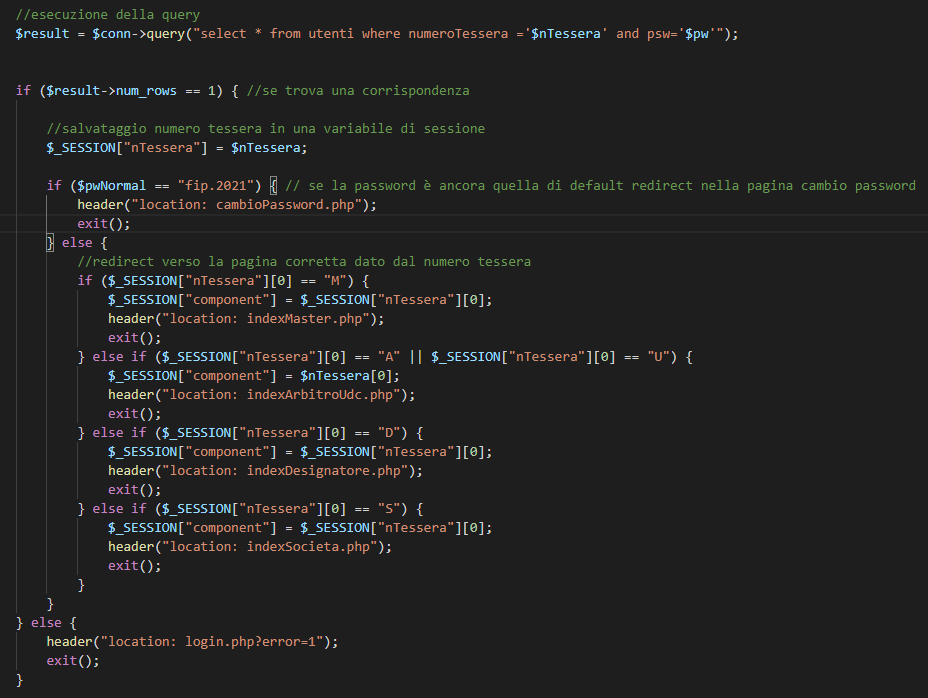 //esecuzione della query
$result = $conn->query("select * from utenti where numeroTessera ='$nTessera' and psw='$pw'");
if ($result->num_rows == 1) { //se trova una corrispondenza
//salvataggio numero tessera in una variabile di sessione
$_SESSION["nTessera"] = $nTessera;
if ($pwNormal == "fip.2021") { // se la password è ancora quella di default redirect nella pagina cambio password
header("location: cambioPassword.php");
exit();
} else {
//redirect verso la pagina corretta dato dal numero tessera
if ($_SESSION["nTessera"][0] == "M") {
$_SESSION["component"] = $_SESSION["nTessera"][0];
header("location: indexMaster.php");
exit();
} else if ($_SESSION["nTessera"][0] == "A" || $_SESSION["nTessera"][0] == "U") {
$_SESSION["component"] = $nTessera[0];
header("location: indexArbitroUdc.php");
exit();
} else if ($_SESSION["nTessera"][0] == "D") {
$_SESSION["component"] = $_SESSION["nTessera"][0];
header("location: indexDesignatore.php");
exit();
} else if ($_SESSION["nTessera"][0] == "S") {
$_SESSION["component"] = $_SESSION["nTessera"][0];
header("location: indexSocieta.php");
exit();
}
}
} else {
header("location: login.php?error=1");
exit();
}